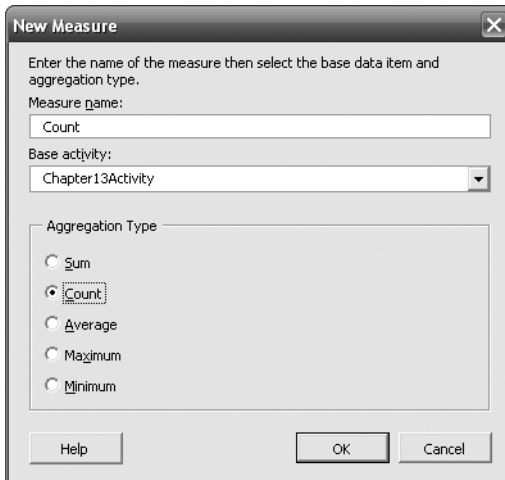 New Measure
Enter the name of the measure then select the base data item and
aggregation type.
Measure name:
Count
Base activity:
Chapter13Activity
Aggregation Type
Sum
Count
Average
Maximum
Minimum
Help
OK
Cancel